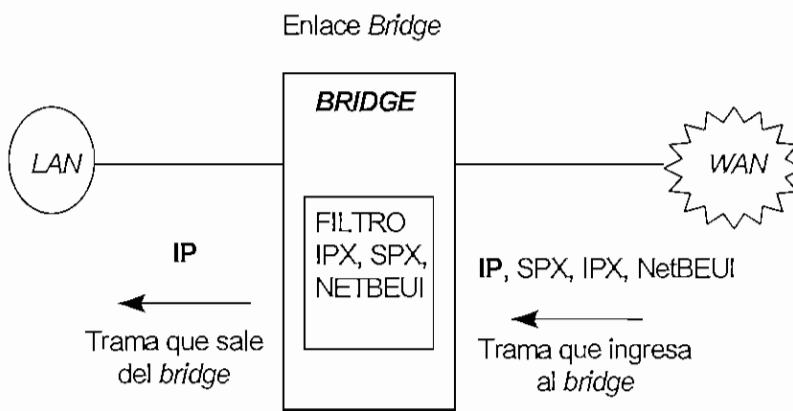 Enlace Bridge
BRIDGE
LAN
WAN
FILTRO
IPX, SPX,
NETBEUI
IP
IP, SPX, IPX, NetBEUI
Trama que sale
del bridge
Trama que ingresa
al bridge